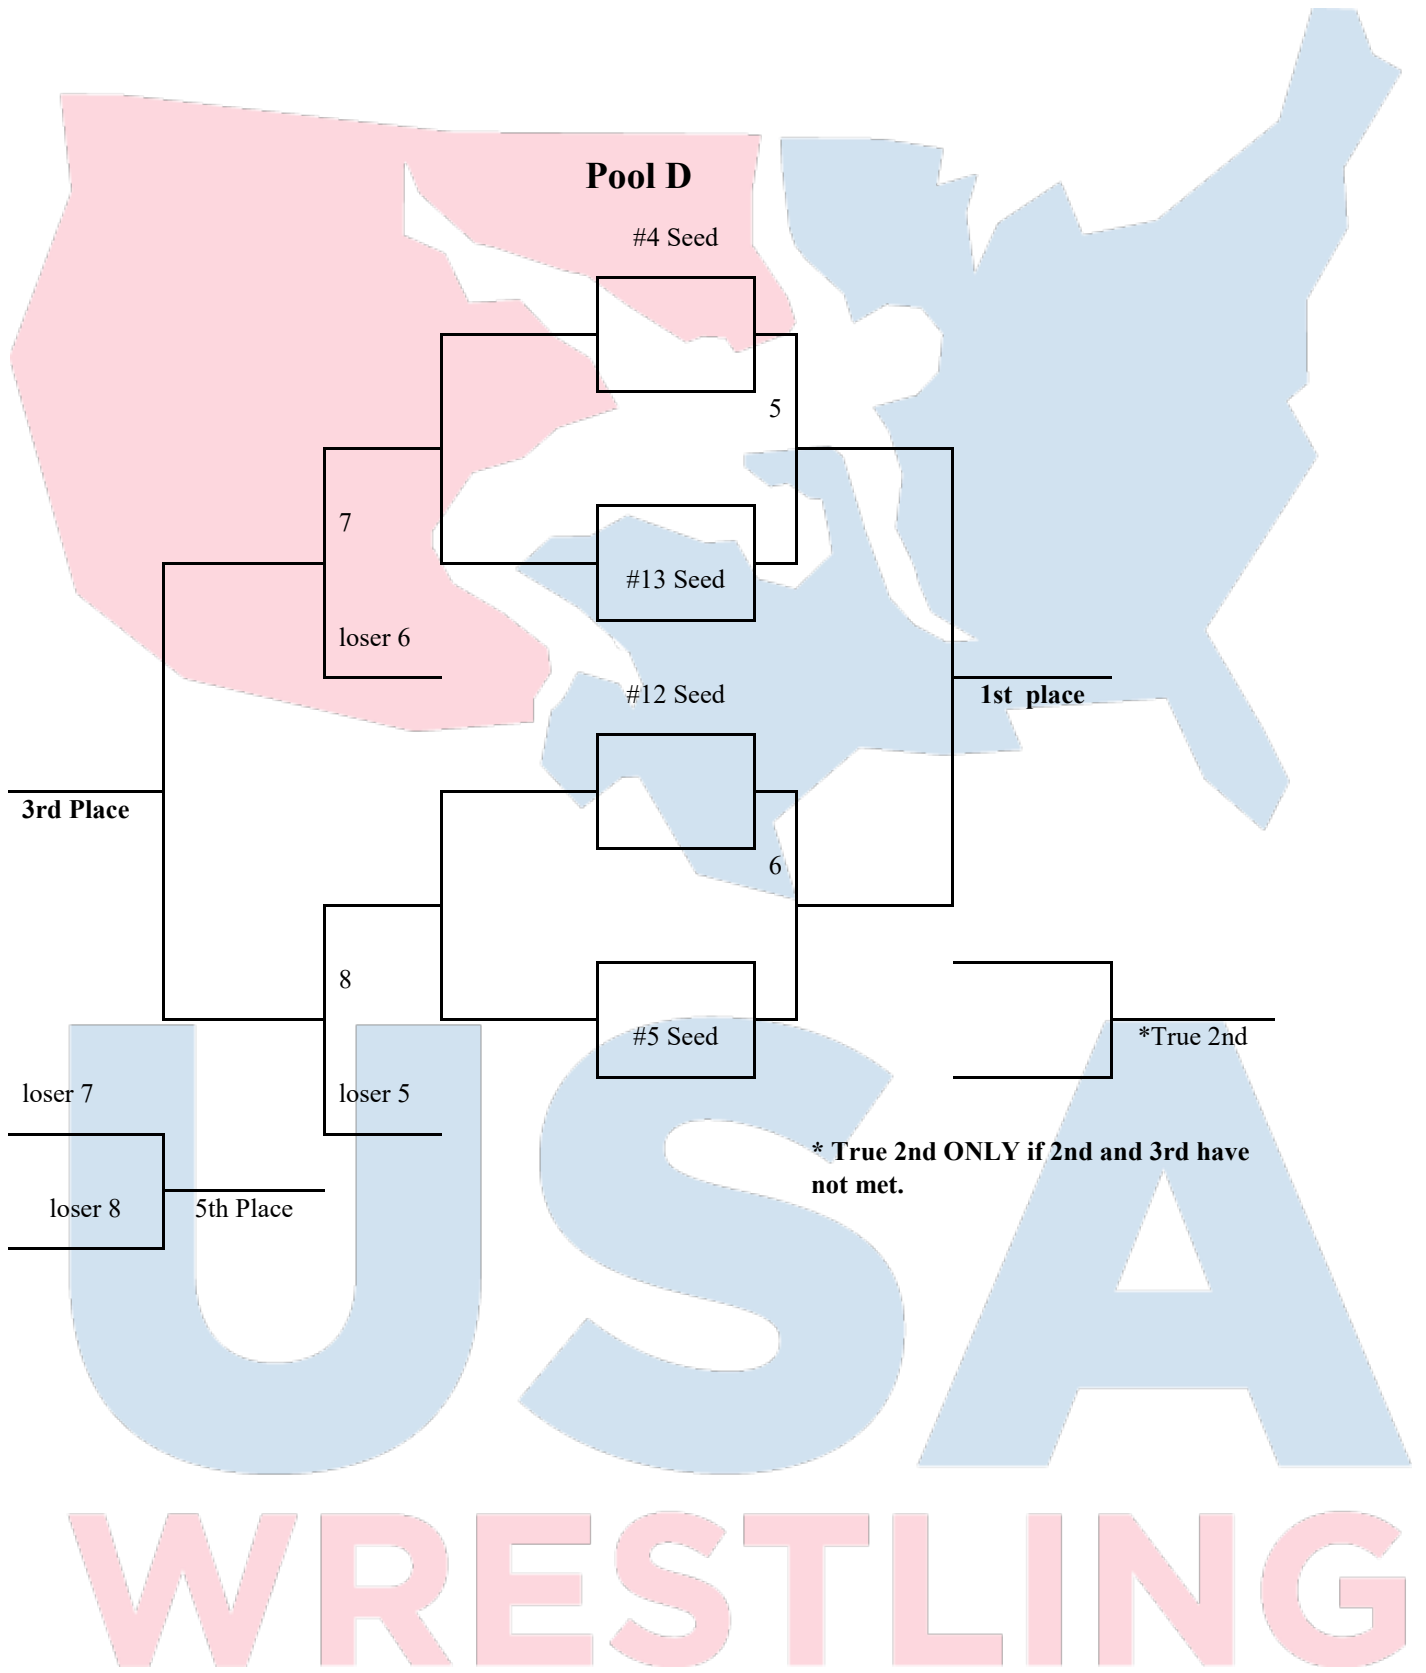 Pool D
#4 Seed
5
7
#13 Seed
loser 6
#12 Seed
1st  place
3rd Place
6
8
#5 Seed
*True 2nd
loser 7
loser 5
* True 2nd ONLY if 2nd and 3rd have
not met.
loser 8
5th Place
USA
WRESTLING